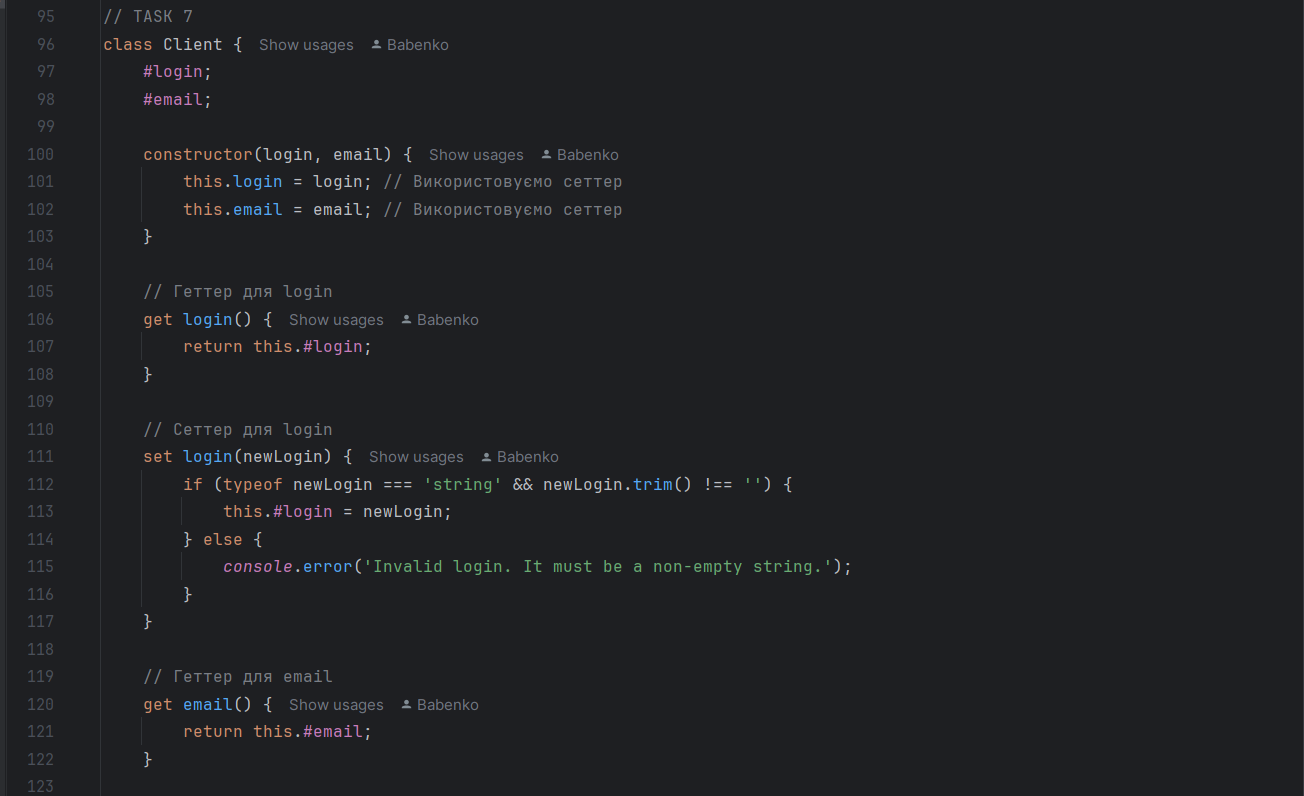 95 // TASK 7
96 class Client { Show usages Babenko
97 #login;
98 #email;
99
100 constructor(login, email) { Show usages Babenko
101 this.login = login; // Використовуємо сеттер
102 this.email = email; // Використовуємо сеттер
103 }
104
105 // Геттер для login
106 get login() { Show usages Babenko
107 return this.#login;
108 }
109
110 // Сеттер для login
111 set login(newLogin) { Show usages Babenko
112 if (typeof newLogin === 'string' && newLogin.trim() !== '') {
113 this.#login = newLogin;
114 } else {
115 console.error('Invalid login. It must be a non-empty string.');
116 }
117 }
118
119 // Геттер для email
120 get email() { Show usages Babenko
121 return this.#email;
122 }
123